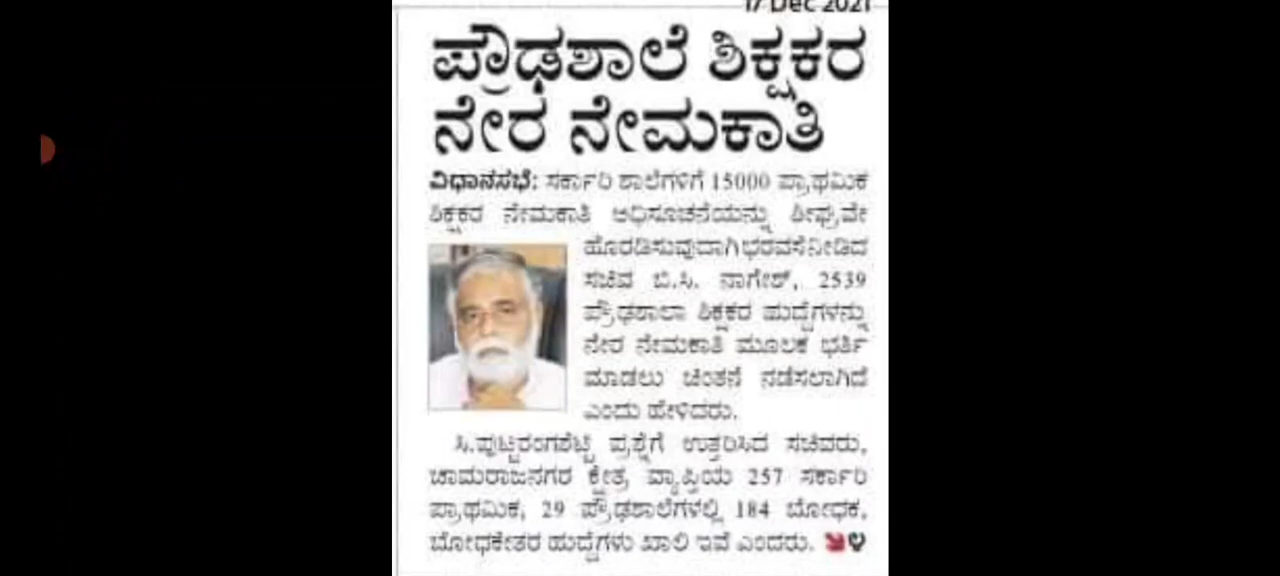 17 Dec 2021
ಪ್ರೌಢಶಾಲೆ ಶಿಕ್ಷಕರ
ನೇರ ನೇಮಕಾತಿ
ವಿಧಾನಸಭೆ: ಸರ್ಕಾರಿ ಶಾಲೆಗಳಿಗೆ 15000 ಪ್ರಾಥಮಿಕ
ಶಿಕ್ಷಕರ ನೇಮಕಾತಿ ಅಧಿಸೂಚನೆಯನ್ನು ಶೀಘ್ರವೇ
ಹೊರಡಿಸುವುದಾಗಿ ಭರವಸೆ ನೀಡಿದ
ಸಚಿವ ಬಿ.ಸಿ. ನಾಗೇಶ್, 2539
ಪ್ರೌಢಶಾಲಾ ಶಿಕ್ಷಕರ ಹುದ್ದೆಗಳನ್ನು
ನೇರ ನೇಮಕಾತಿ ಮೂಲಕ ಭರ್ತಿ
ಮಾಡಲು ಚಿಂತನೆ ನಡೆಸಲಾಗಿದೆ
ಎಂದು ಹೇಳಿದರು.
ಸಿ.ಪುಟ್ಟರಂಗಶೆಟ್ಟಿ ಪ್ರಶ್ನೆಗೆ ಉತ್ತರಿಸಿದ ಸಚಿವರು,
ಚಾಮರಾಜನಗರ ಕ್ಷೇತ್ರ ವ್ಯಾಪ್ತಿಯ 257 ಸರ್ಕಾರಿ
ಪ್ರಾಥಮಿಕ, 29 ಪ್ರೌಢಶಾಲೆಗಳಲ್ಲಿ 184 ಬೋಧಕ,
ಬೋಧಕೇತರ ಹುದ್ದೆಗಳು ಖಾಲಿ ಇವೆ ಎಂದರು. ೪